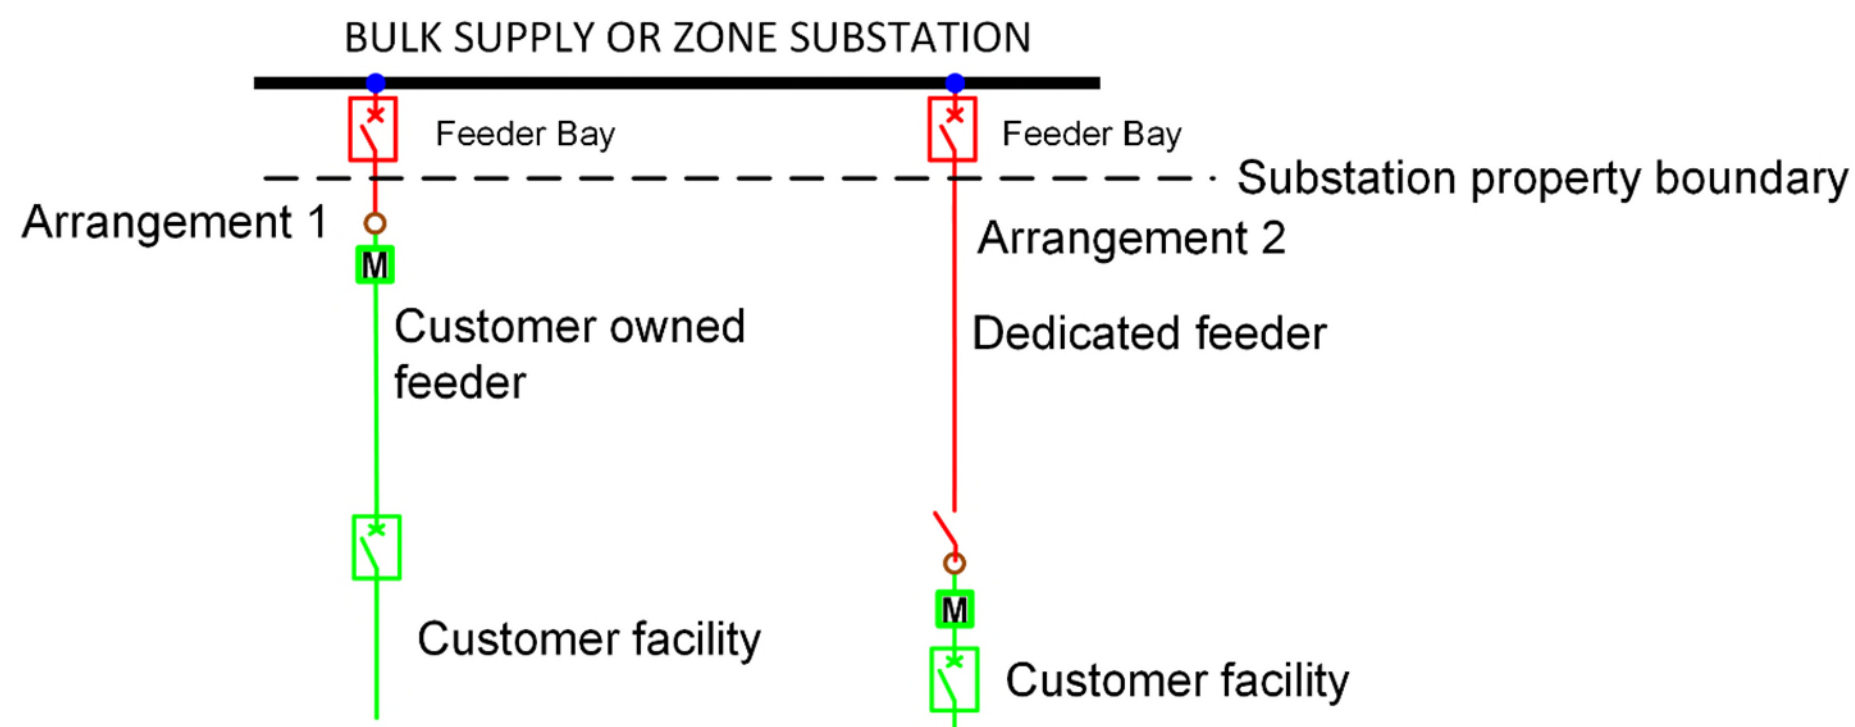 BULK SUPPLY OR ZONE SUBSTATION
Feeder Bay
Feeder Bay
Substation property boundary
Arrangement 1
Arrangement 2
M
Customer owned
feeder
Dedicated feeder
M
Customer facility
Customer facility